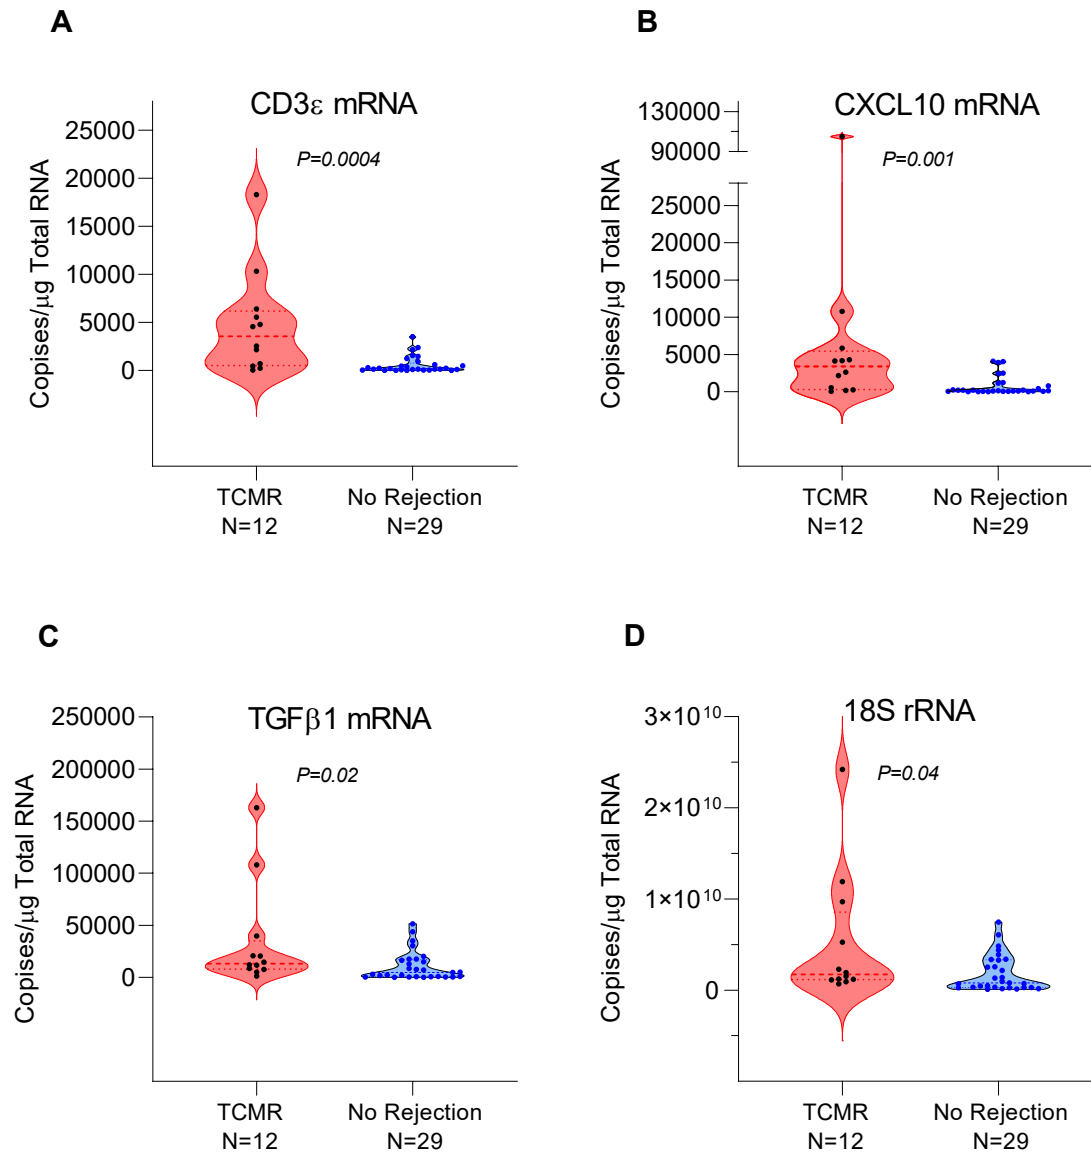 A
CD3ε mRNA
P=0.0004
25000
20000
15000
10000
5000
0
Copises/μg Total RNA
TCMR
N=12
No Rejection
N=29
B
CXCL10 mRNA
P=0.001
130000
90000
25000
20000
15000
10000
5000
0
Copises/μg Total RNA
TCMR
N=12
No Rejection
N=29
C
TGFβ1 mRNA
P=0.02
250000
200000
150000
100000
50000
0
Copises/μg Total RNA
TCMR
N=12
No Rejection
N=29
D
18S rRNA
P=0.04
3×10¹⁰
2×10¹⁰
1×10¹⁰
0
Copises/μg Total RNA
TCMR
N=12
No Rejection
N=29